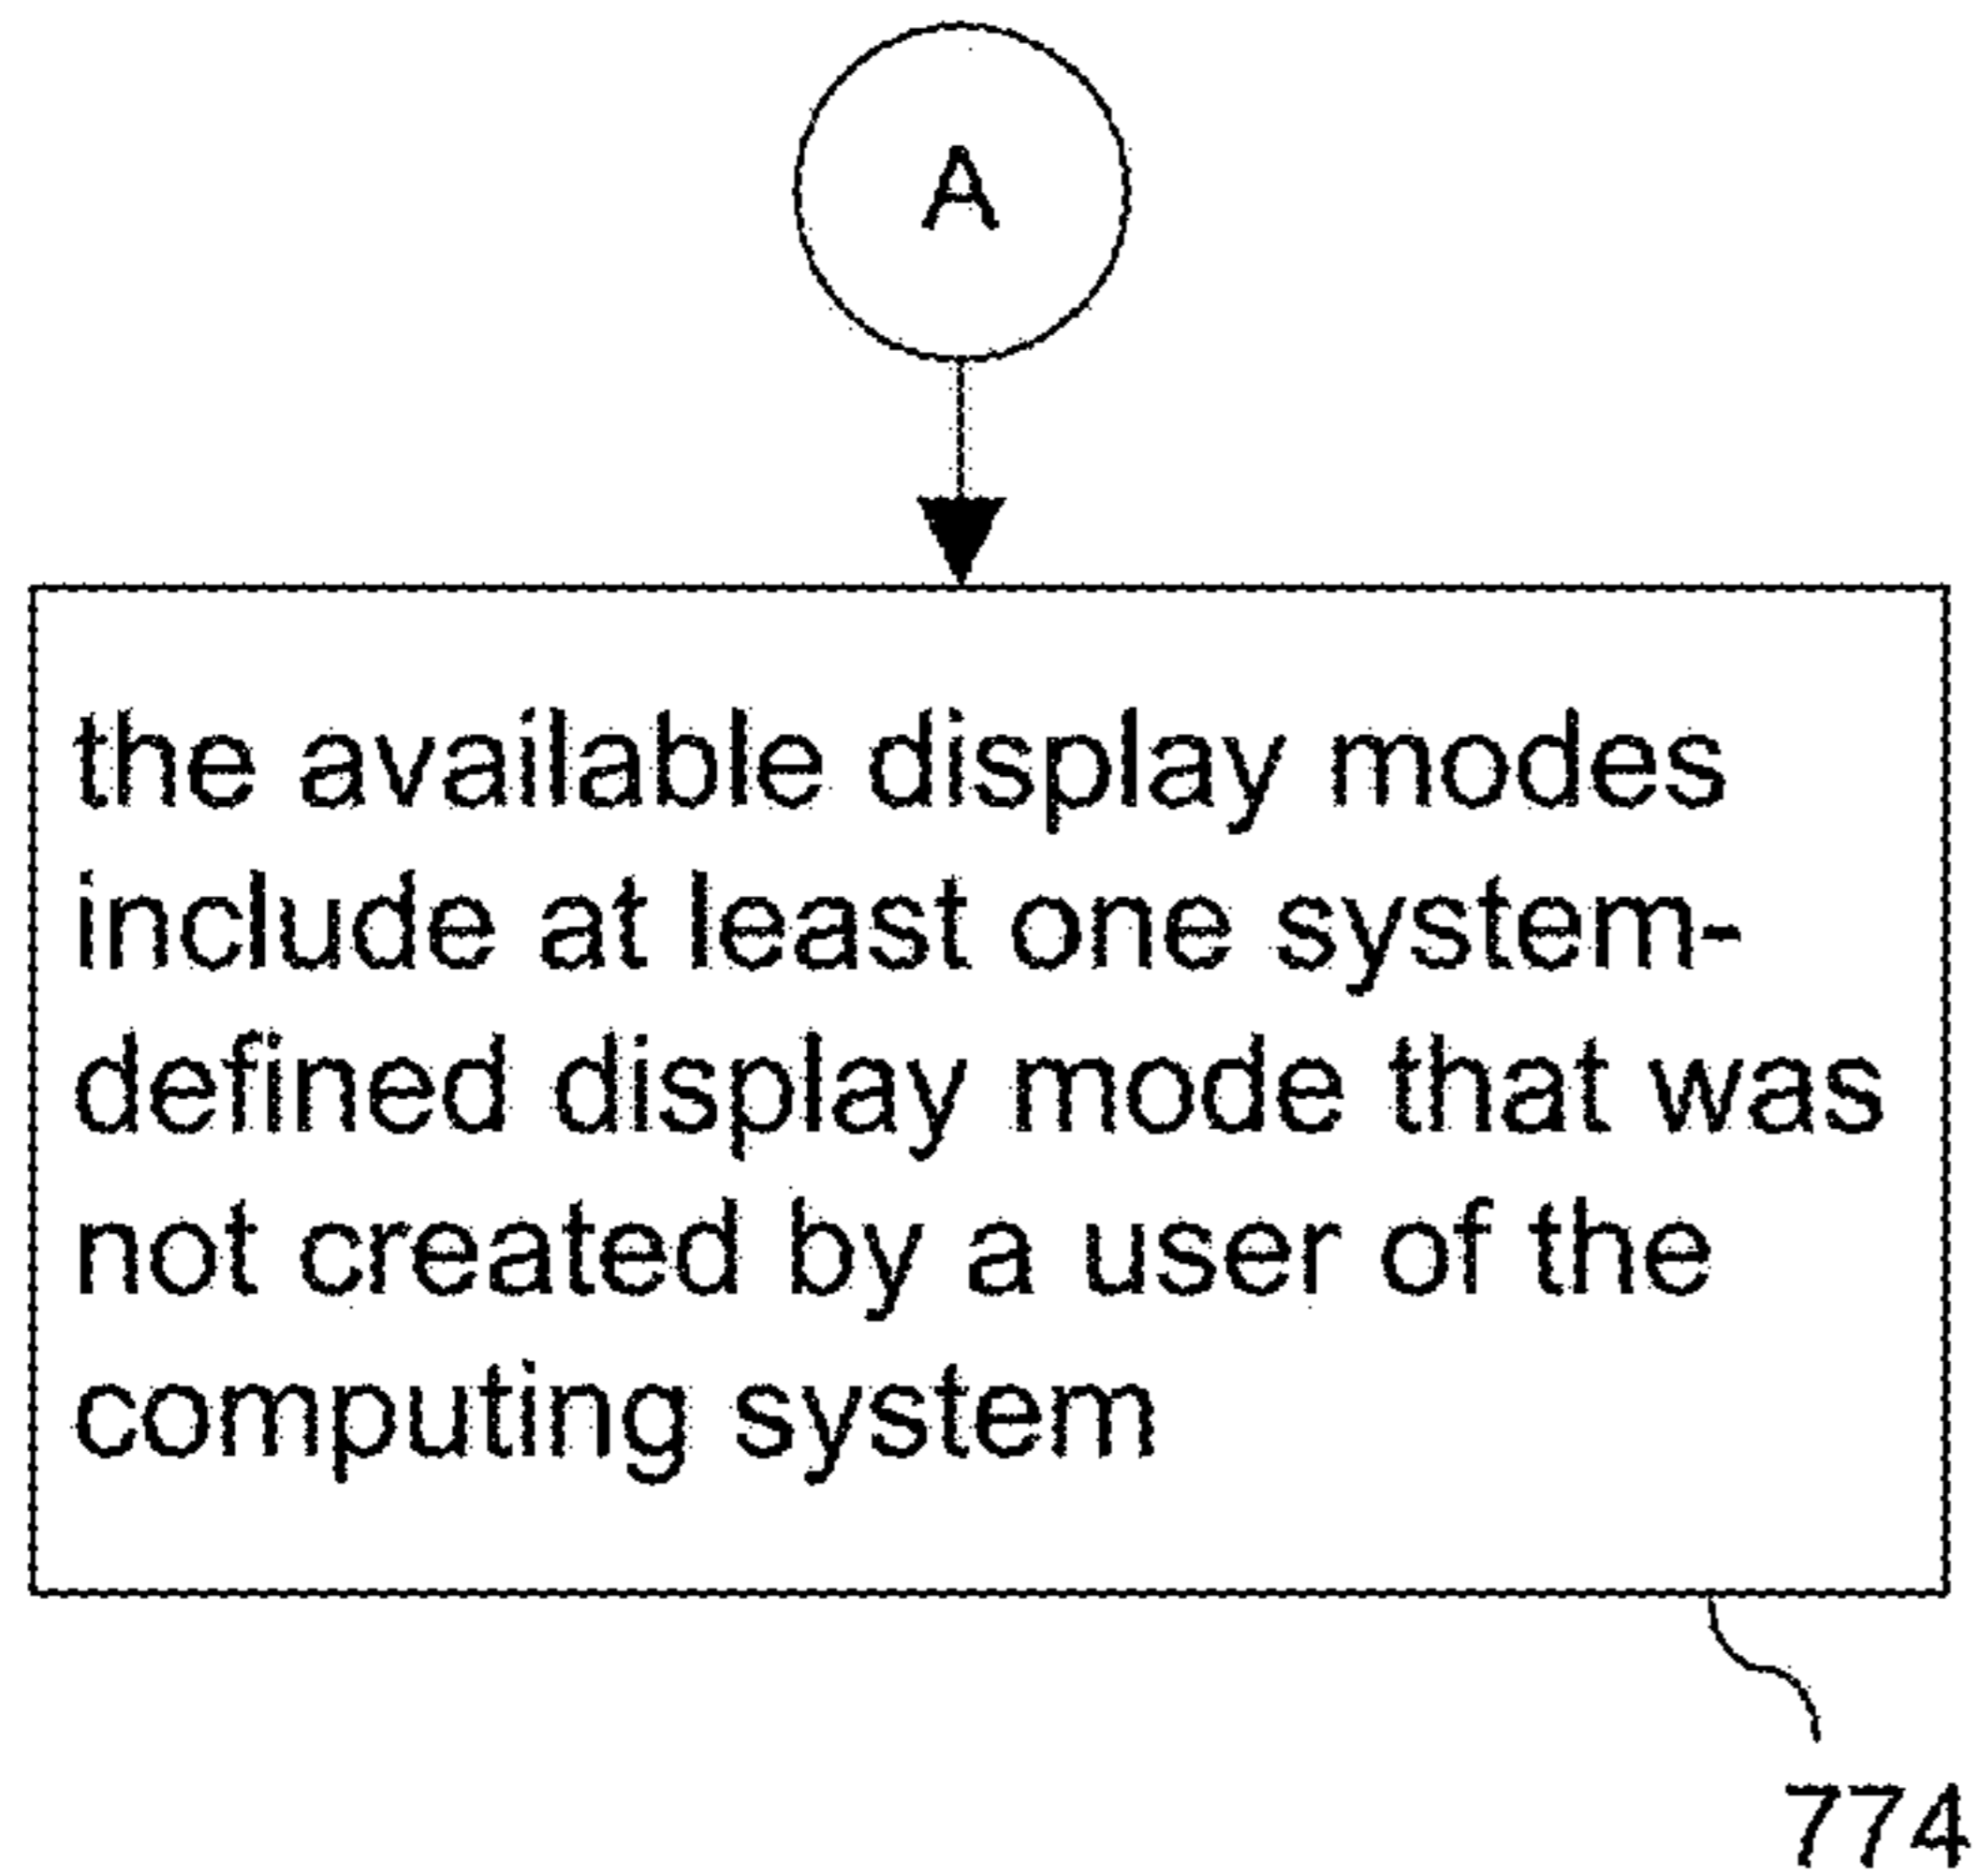 A
the available display modes
include at least one system-
defined display mode that was
not created by a user of the
computing system
774